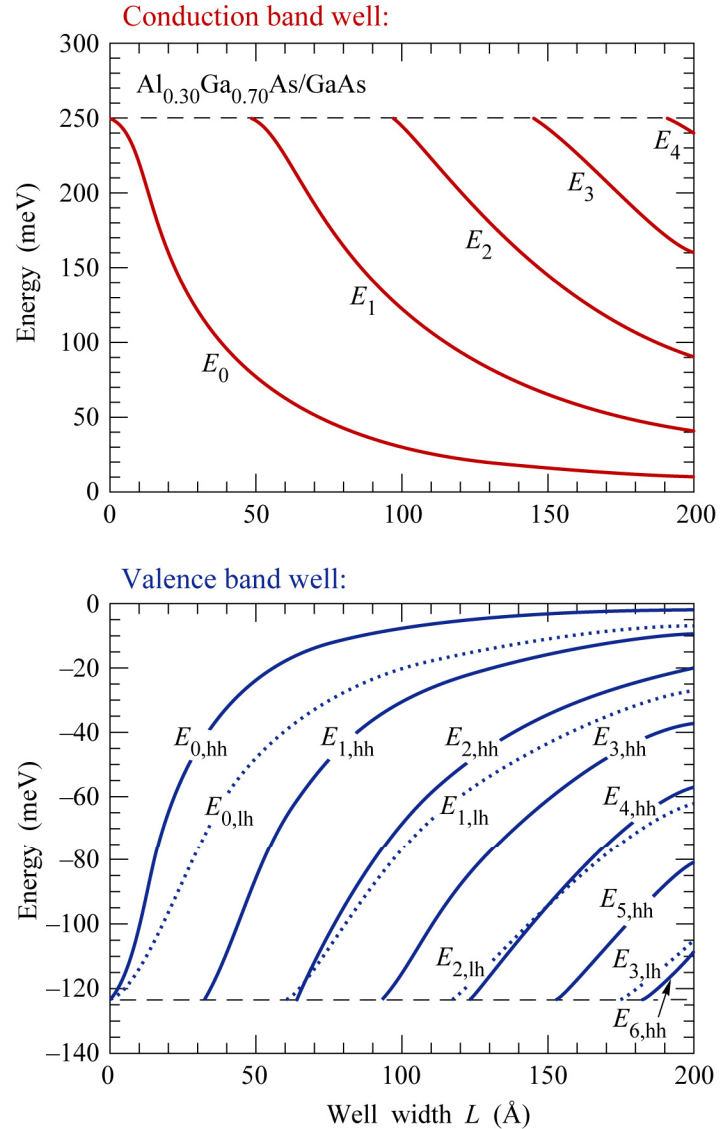 Conduction band well:
300
Al0.30Ga0.70As/GaAs
250
200
150
100
50
0
Energy (meV)
E4
E3
E2
E1
E0
0 50 100 150 200
Valence band well:
0
−20
−40
−60
−80
−100
−120
−140
Energy (meV)
E0,hh
E1,hh
E2,hh
E3,hh
E0,lh
E1,lh
E4,hh
E5,hh
E2,lh
E3,lh
E6,hh
0 50 100 150 200
Well width L (Å)